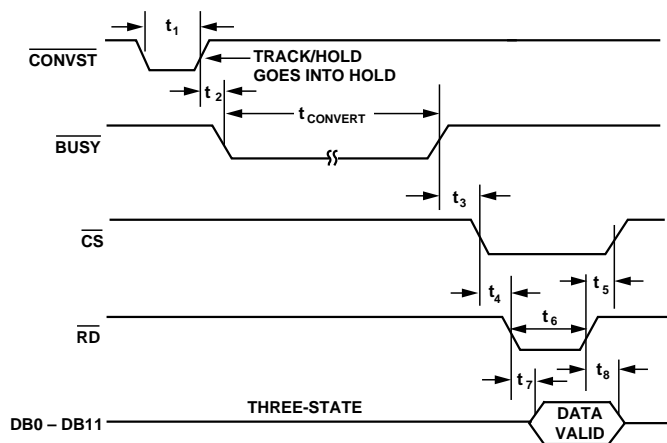 t1
CONVST
TRACK/HOLD
GOES INTO HOLD
t2
tCONVERT
BUSY
t3
CS
t4
t5
t6
RD
t7
t8
THREE-STATE
DB0 – DB11
DATA
VALID